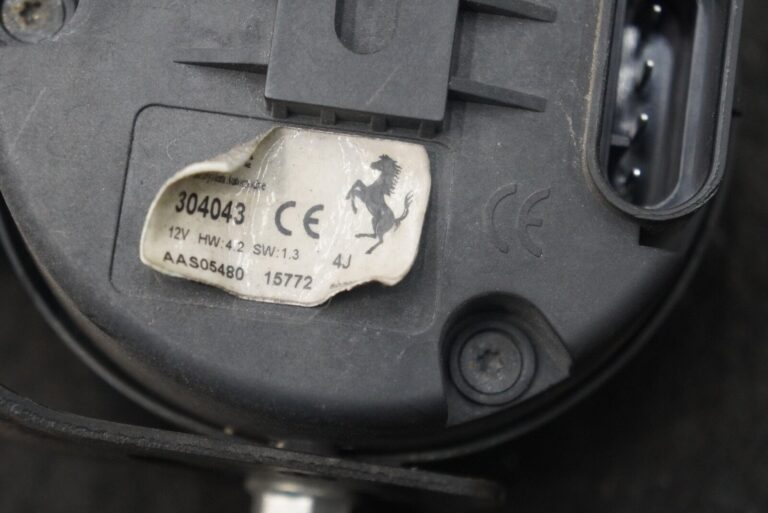 304043 CE
12V HW:4.2 SW:1.3 4J
AAS05480 15772
CE